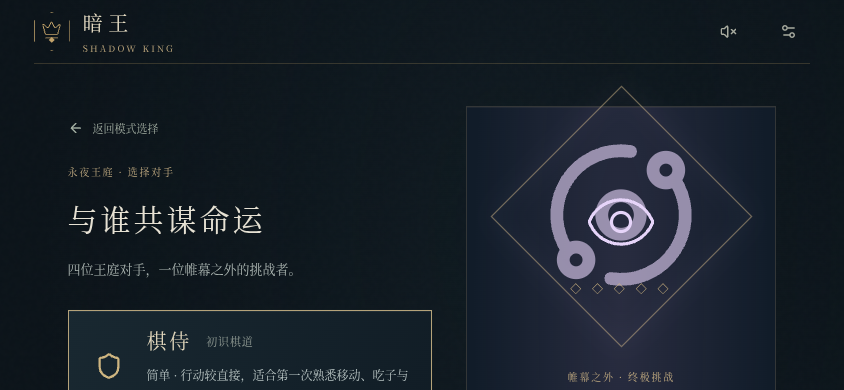 暗王
SHADOW KING
返回模式选择
永夜王庭 · 选择对手
与谁共谋命运
四位王庭对手，一位帷幕之外的挑战者。
棋侍 初识棋道
简单 · 行动较直接，适合第一次熟悉移动、吃子与
帷幕之外 · 终极挑战